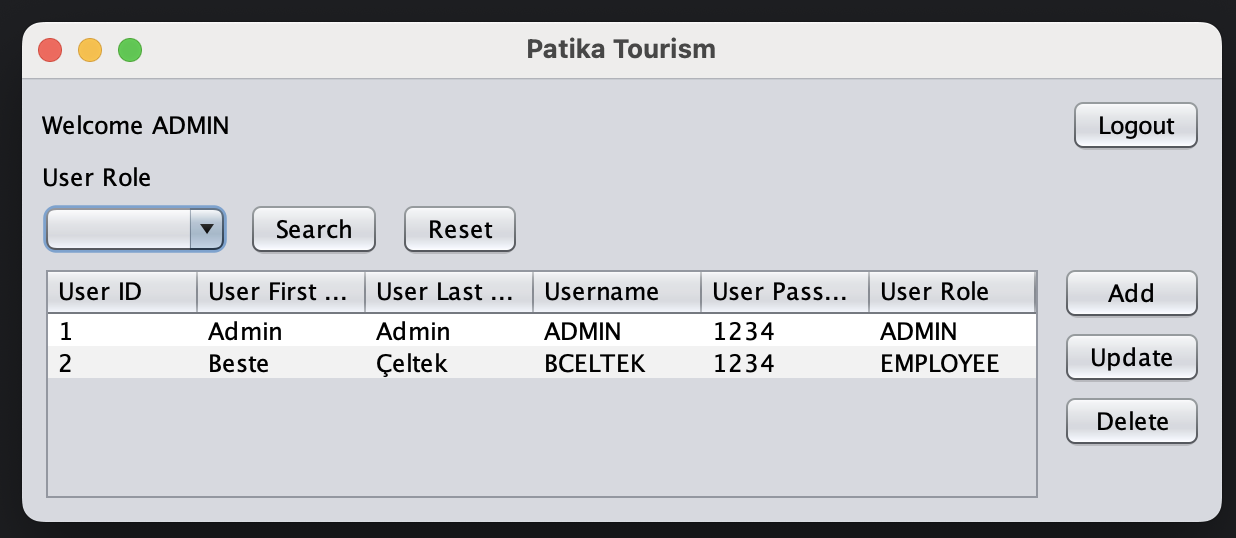 Patika Tourism
Welcome ADMIN
Logout
User Role
Search Reset
User ID User First ... User Last ... Username User Pass... User Role
Add
1 Admin Admin ADMIN 1234 ADMIN
2 Beste Çeltek BCELTEK 1234 EMPLOYEE
Update
Delete